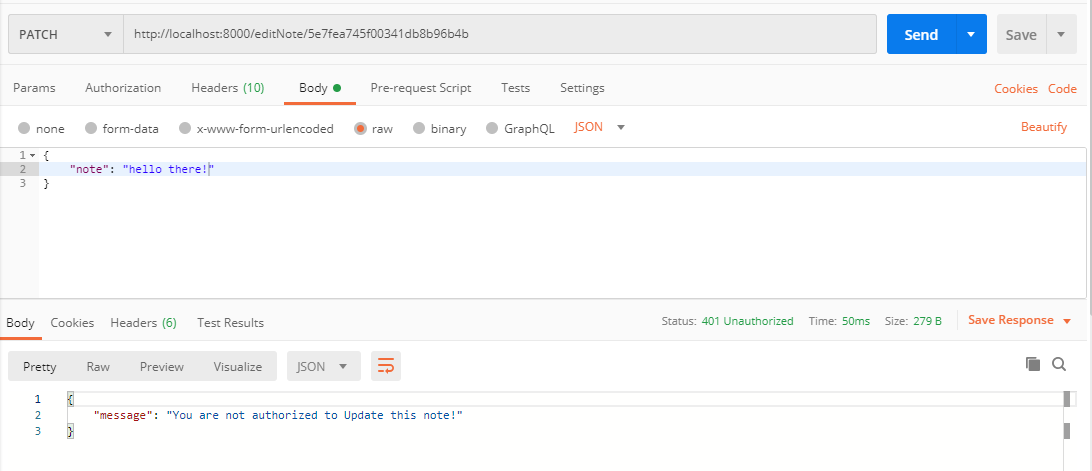 PATCH http://localhost:8000/editNote/5e7fea745f00341db8b96b4b Send Save
Params Authorization Headers (10) Body Pre-request Script Tests Settings Cookies Code
none form-data x-www-form-urlencoded raw binary GraphQL JSON Beautify
1 {
2 "note": "hello there!"
3 }
Body Cookies Headers (6) Test Results Status: 401 Unauthorized Time: 50ms Size: 279 B Save Response
Pretty Raw Preview Visualize JSON
1 {
2 "message": "You are not authorized to Update this note!"
3 }